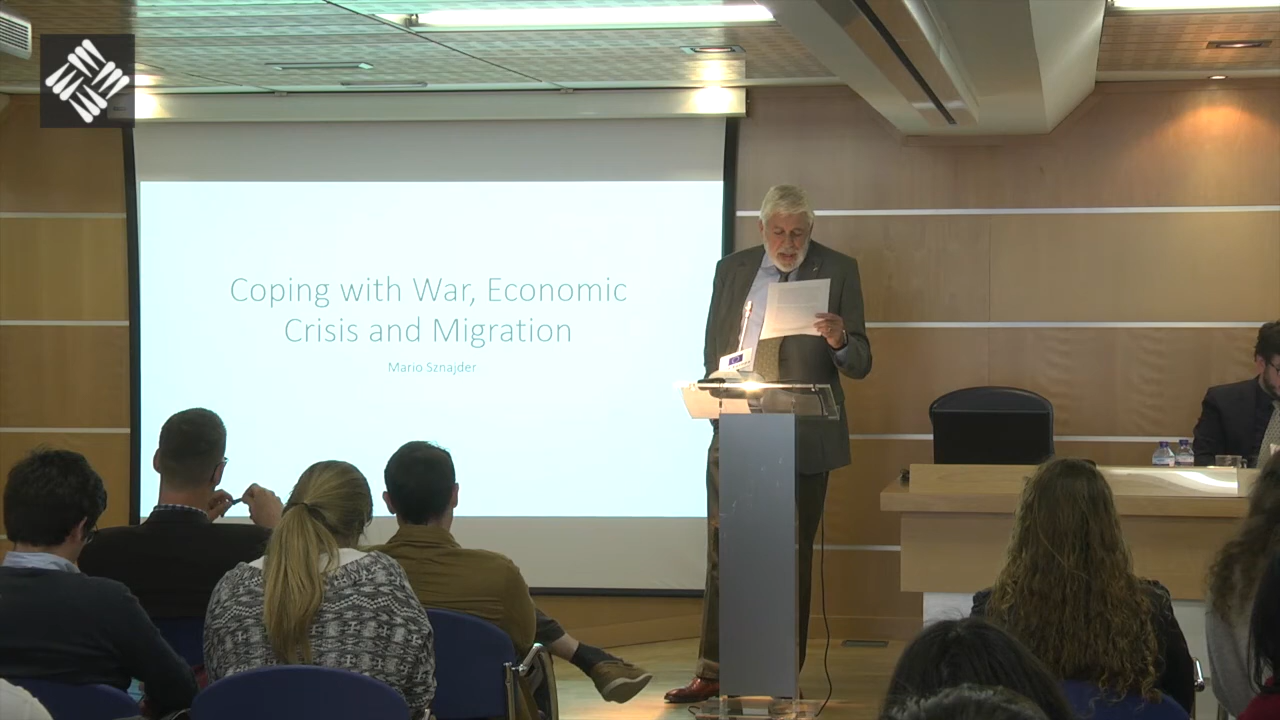 Coping with War, Economic
Crisis and Migration
Mario Sznajder